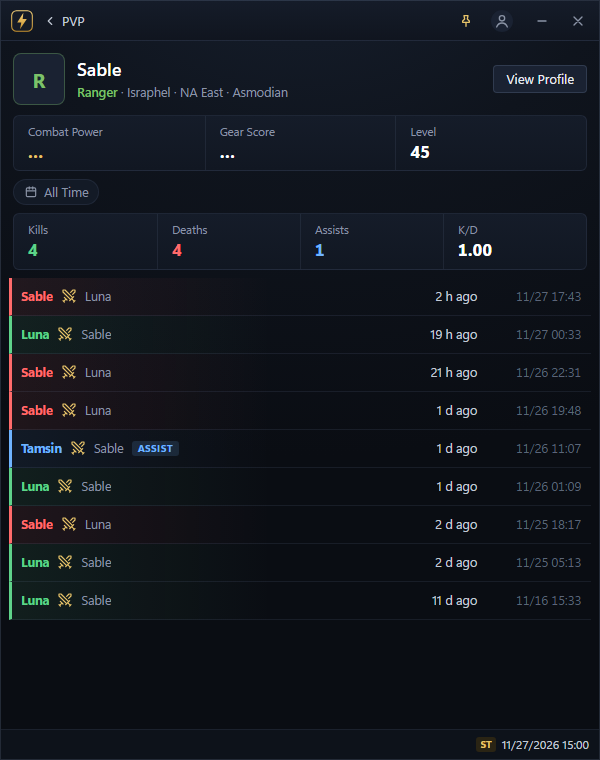 PVP
R
Sable
Ranger · Israphel · NA East · Asmodian
View Profile
Combat Power
...
Gear Score
...
Level
45
All Time
Kills
4
Deaths
4
Assists
1
K/D
1.00
Sable Luna 2 h ago 11/27 17:43
Luna Sable 19 h ago 11/27 00:33
Sable Luna 21 h ago 11/26 22:31
Sable Luna 1 d ago 11/26 19:48
Tamsin Sable ASSIST 1 d ago 11/26 11:07
Luna Sable 1 d ago 11/26 01:09
Sable Luna 2 d ago 11/25 18:17
Luna Sable 2 d ago 11/25 05:13
Luna Sable 11 d ago 11/16 15:33
ST 11/27/2026 15:00